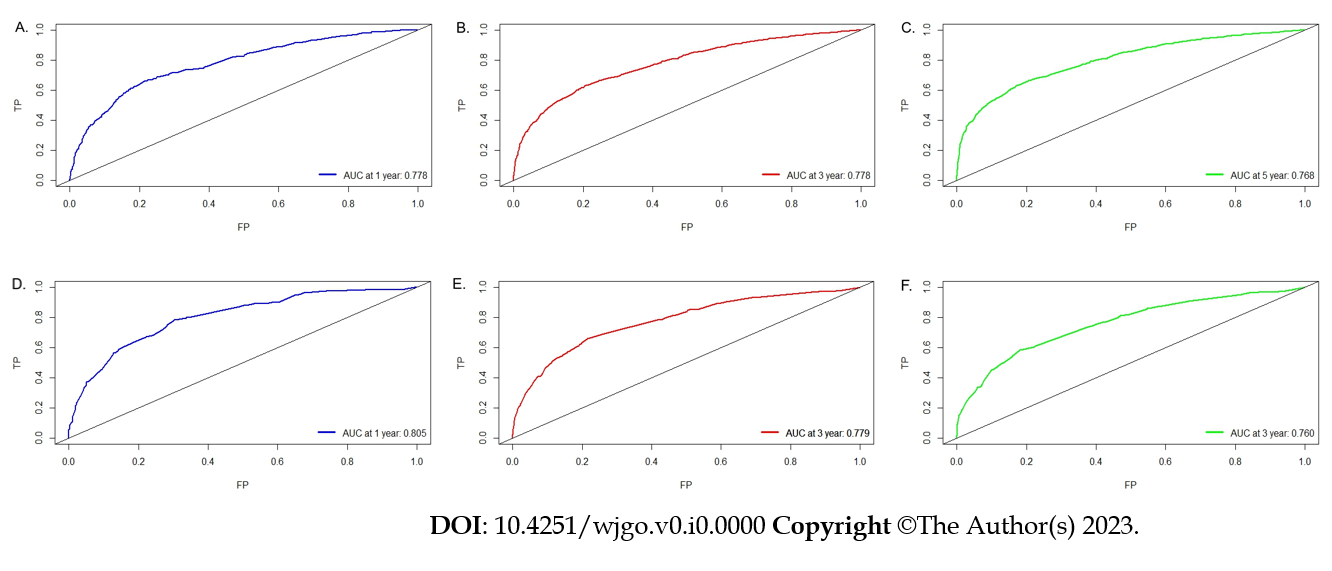 A.
1.0
0.8
0.6
0.4
0.2
0.0
TP
AUC at 1 year: 0.778
0.0 0.2 0.4 0.6 0.8 1.0
FP
B.
1.0
0.8
0.6
0.4
0.2
0.0
TP
AUC at 3 year: 0.778
0.0 0.2 0.4 0.6 0.8 1.0
FP
C.
1.0
0.8
0.6
0.4
0.2
0.0
TP
AUC at 5 year: 0.768
0.0 0.2 0.4 0.6 0.8 1.0
FP
D.
1.0
0.8
0.6
0.4
0.2
0.0
TP
AUC at 1 year: 0.805
0.0 0.2 0.4 0.6 0.8 1.0
FP
E.
1.0
0.8
0.6
0.4
0.2
0.0
TP
AUC at 3 year: 0.779
0.0 0.2 0.4 0.6 0.8 1.0
FP
F.
1.0
0.8
0.6
0.4
0.2
0.0
TP
AUC at 3 year: 0.760
0.0 0.2 0.4 0.6 0.8 1.0
FP
DOI: 10.4251/wjgo.v0.i0.0000 Copyright ©The Author(s) 2023.